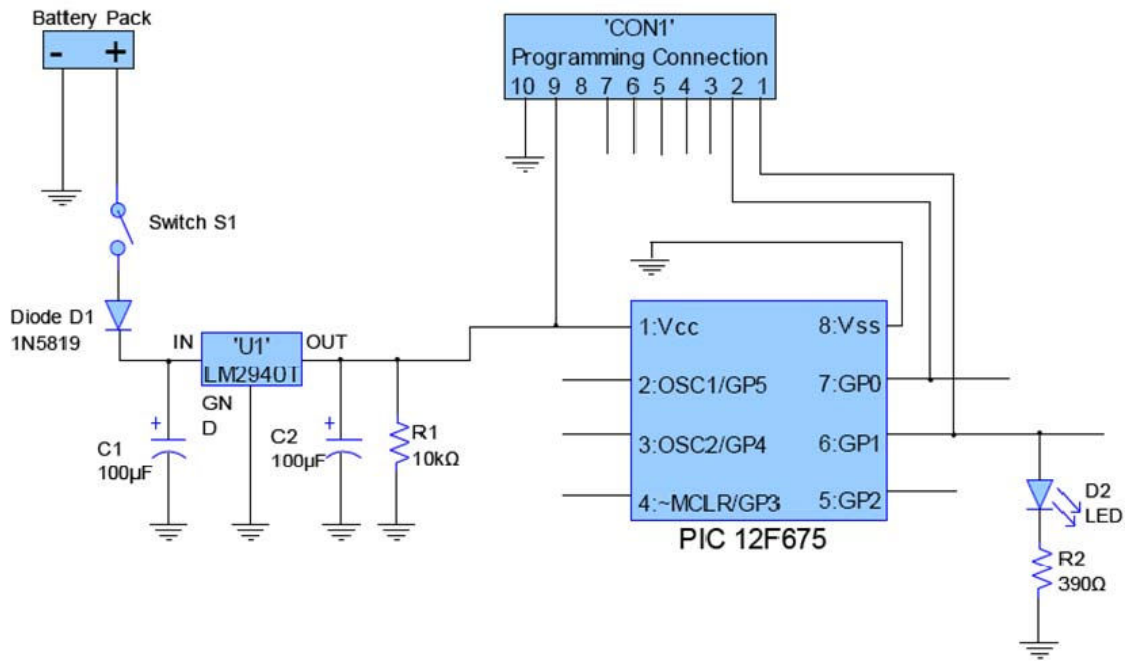 Battery Pack
- +
Switch S1
Diode D1
1N5819
IN
'U1'
LM2940T
OUT
GN
D
C1
100µF
+
C2
100µF
+
R1
10kΩ
'CON1'
Programming Connection
10 9 8 7 6 5 4 3 2 1
1:Vcc
2:OSC1/GP5
3:OSC2/GP4
4:~MCLR/GP3
8:Vss
7:GP0
6:GP1
5:GP2
PIC 12F675
D2
LED
R2
390Ω